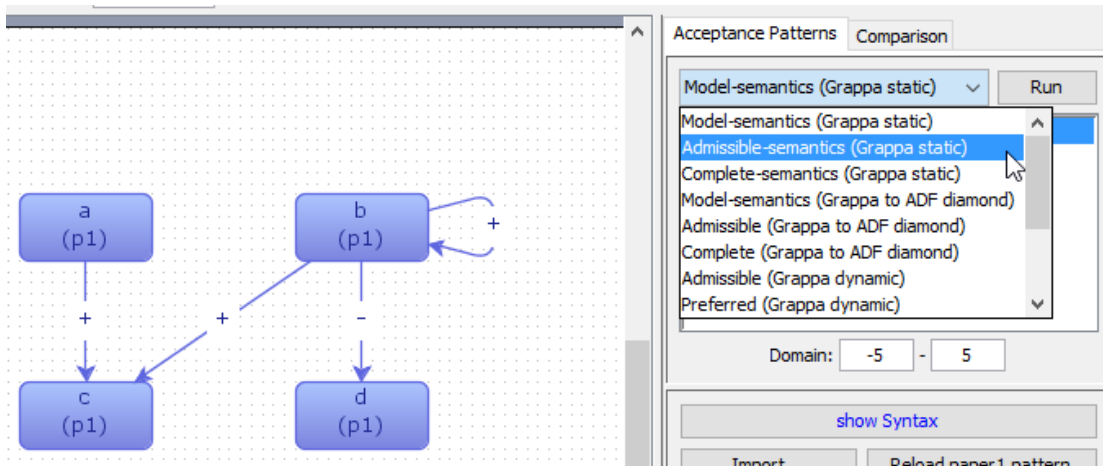 Acceptance Patterns
Comparison
Model-semantics (Grappa static)
Run
Model-semantics (Grappa static)
Admissible-semantics (Grappa static)
Complete-semantics (Grappa static)
Model-semantics (Grappa to ADF diamond)
Admissible (Grappa to ADF diamond)
Complete (Grappa to ADF diamond)
Admissible (Grappa dynamic)
Preferred (Grappa dynamic)
Domain: -5 - 5
show Syntax
Import
Reload paper1 pattern
a
(p1)
b
(p1)
+
+
+
-
c
(p1)
d
(p1)